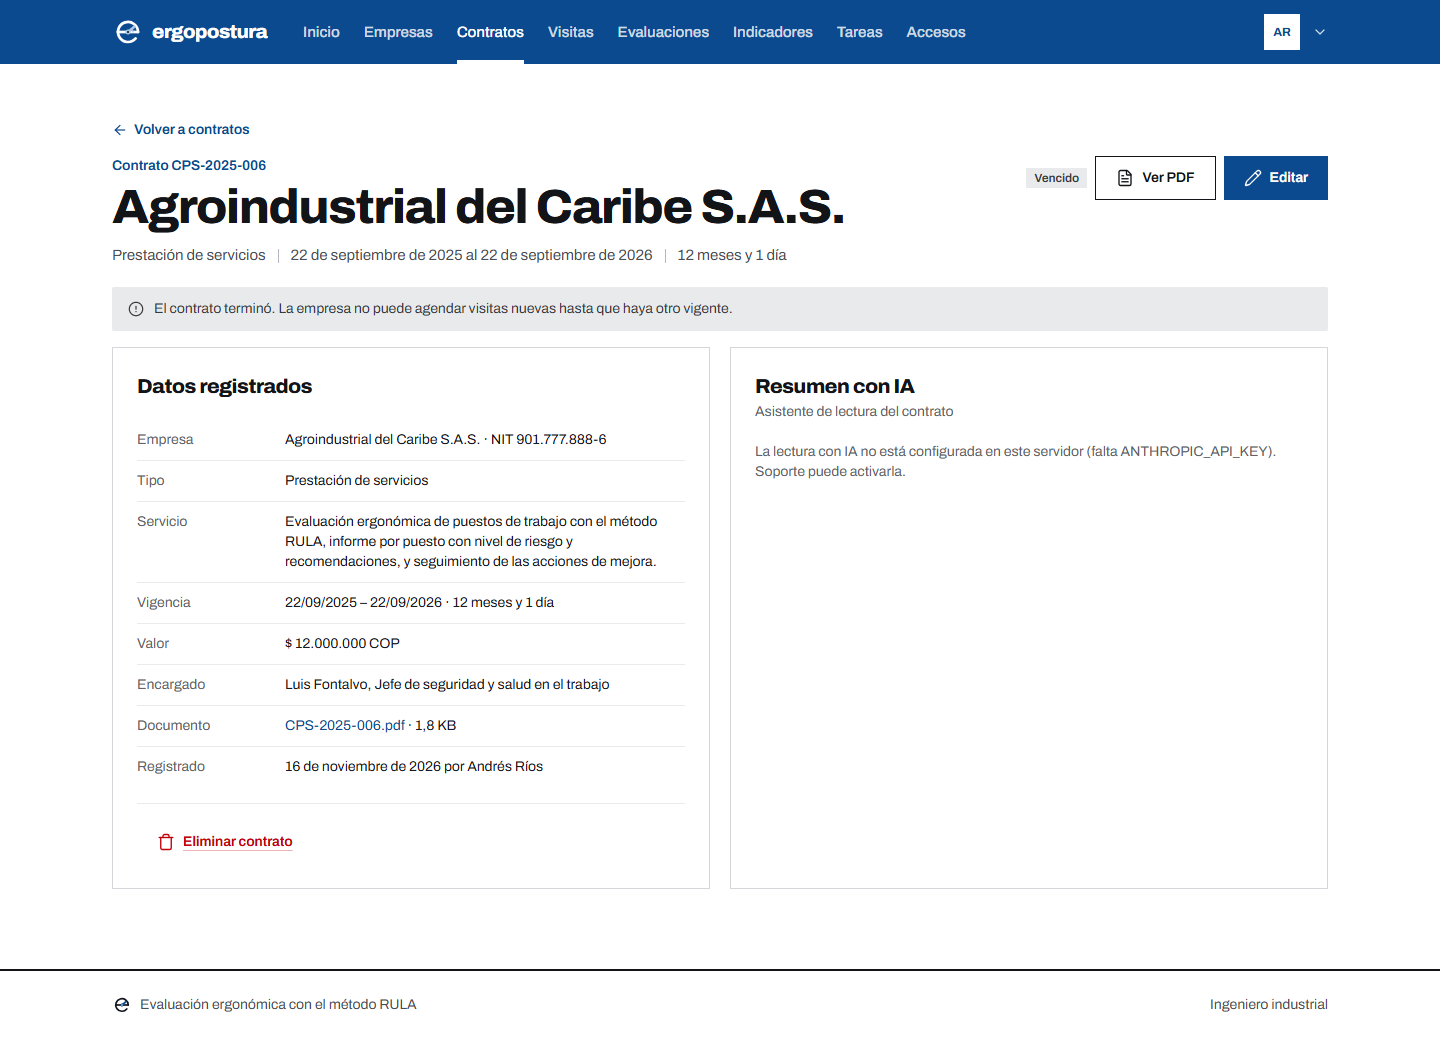 ergopostura
Inicio
Empresas
Contratos
Visitas
Evaluaciones
Indicadores
Tareas
Accesos
AR
Volver a contratos
Contrato CPS-2025-006
Agroindustrial del Caribe S.A.S.
Vencido
Ver PDF
Editar
Prestación de servicios | 22 de septiembre de 2025 al 22 de septiembre de 2026 | 12 meses y 1 día
El contrato terminó. La empresa no puede agendar visitas nuevas hasta que haya otro vigente.
Datos registrados
Empresa
Agroindustrial del Caribe S.A.S. · NIT 901.777.888-6
Tipo
Prestación de servicios
Servicio
Evaluación ergonómica de puestos de trabajo con el método
RULA, informe por puesto con nivel de riesgo y
recomendaciones, y seguimiento de las acciones de mejora.
Vigencia
22/09/2025 – 22/09/2026 · 12 meses y 1 día
Valor
$ 12.000.000 COP
Encargado
Luis Fontalvo, Jefe de seguridad y salud en el trabajo
Documento
CPS-2025-006.pdf · 1,8 KB
Registrado
16 de noviembre de 2026 por Andrés Ríos
Eliminar contrato
Resumen con IA
Asistente de lectura del contrato
La lectura con IA no está configurada en este servidor (falta ANTHROPIC_API_KEY).
Soporte puede activarla.
Evaluación ergonómica con el método RULA
Ingeniero industrial